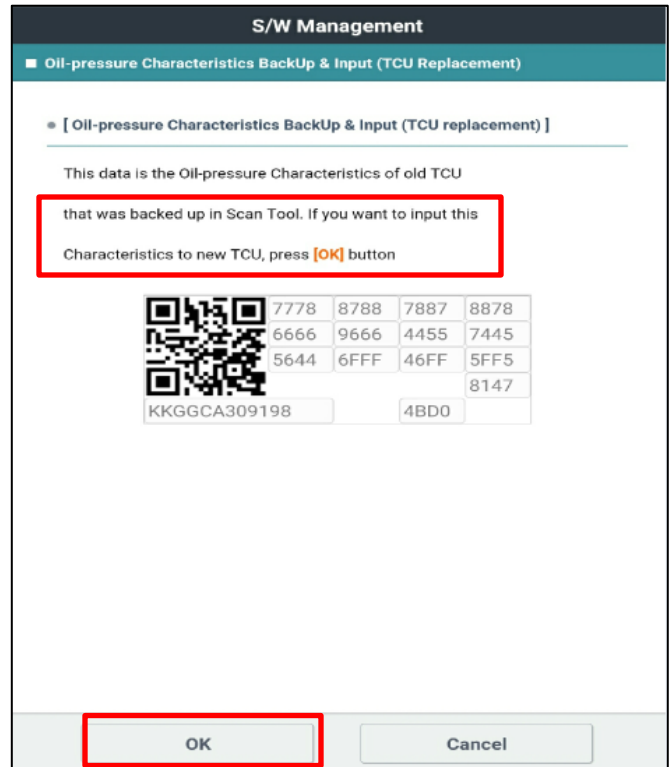 S/W Management
Oil-pressure Characteristics BackUp & Input (TCU Replacement)
[ Oil-pressure Characteristics BackUp & Input (TCU replacement) ]
This data is the Oil-pressure Characteristics of old TCU
that was backed up in Scan Tool. If you want to input this
Characteristics to new TCU, press [OK] button
7778 8788 7887 8878
6666 9666 4455 7445
5644 6FFF 46FF 5FF5
8147
KKGGCA309198 4BD0
OK Cancel